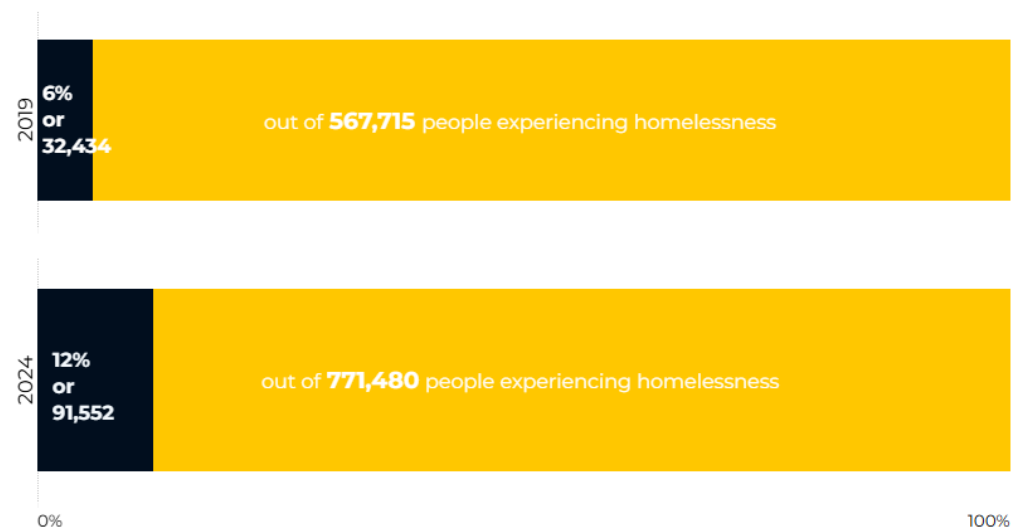 2019
6%
or
32,434
out of 567,715 people experiencing homelessness
2024
12%
or
91,552
out of 771,480 people experiencing homelessness
0%
100%